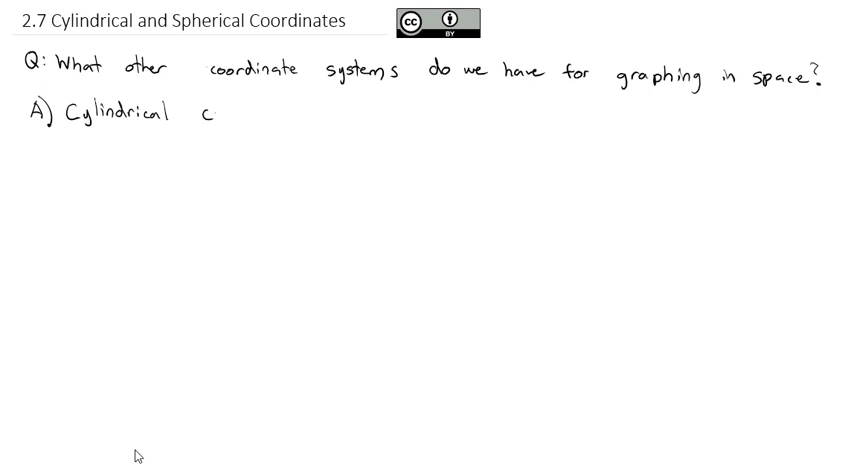 2.7 Cylindrical and Spherical Coordinates
cc BY
Q: What other coordinate systems do we have for graphing in space?
A) Cylindrical c